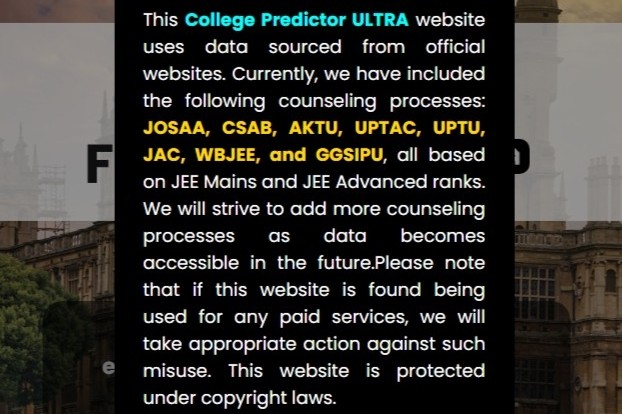 This College Predictor ULTRA website
uses data sourced from official
websites. Currently, we have included
the following counseling processes:
JOSAA, CSAB, AKTU, UPTAC, UPTU,
JAC, WBJEE, and GGSIPU, all based
on JEE Mains and JEE Advanced ranks.
We will strive to add more counseling
processes as data becomes
accessible in the future.Please note
that if this website is found being
used for any paid services, we will
take appropriate action against such
misuse. This website is protected
under copyright laws.